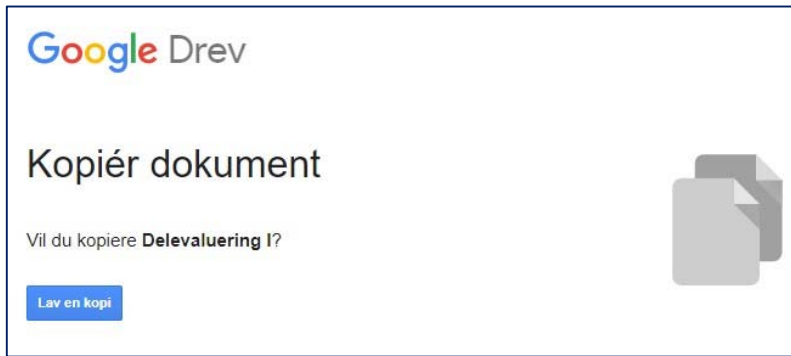 Google Drev
Kopiér dokument
Vil du kopiere Delevaluering I?
Lav en kopi